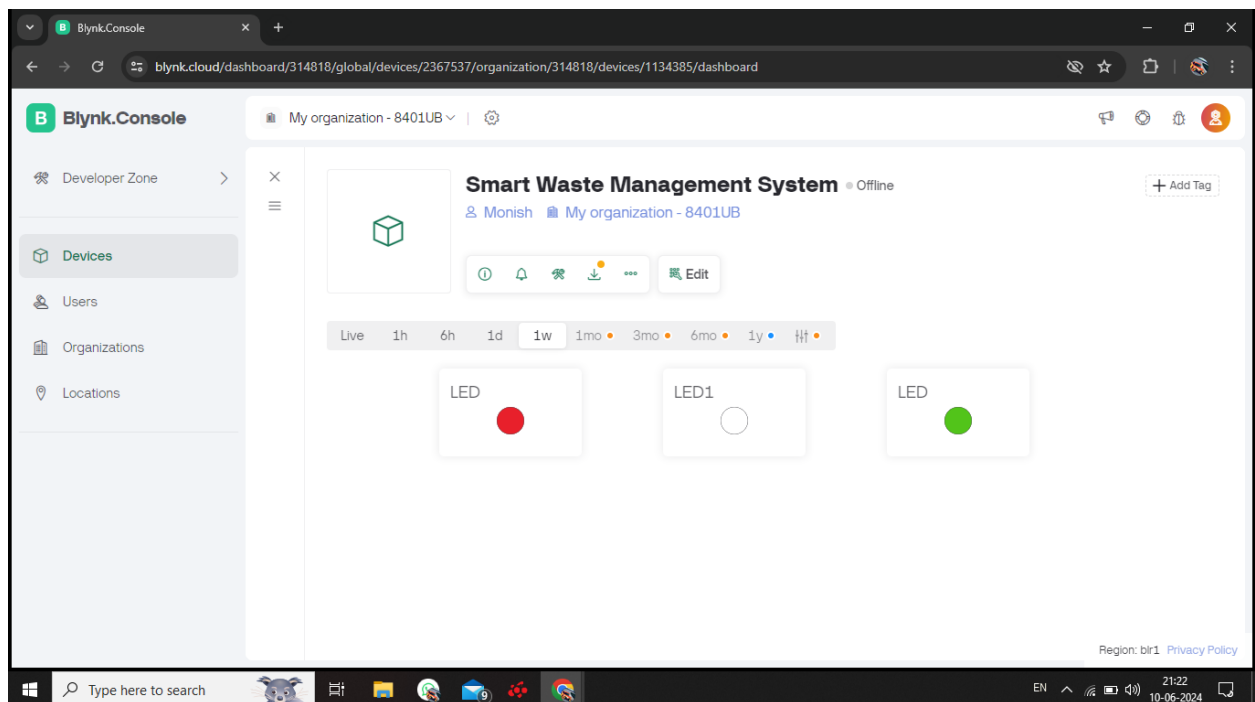 Blynk.Console
blynk.cloud/dashboard/314818/global/devices/2367537/organization/314818/devices/1134385/dashboard
B Blynk.Console
My organization - 8401UB
Developer Zone
Devices
Users
Organizations
Locations
Smart Waste Management System Offline
Monish My organization - 8401UB
+ Add Tag
Edit
Live 1h 6h 1d 1w 1mo 3mo 6mo 1y
LED LED1 LED
Region: blr1 Privacy Policy
Type here to search
9
EN
21:22
10-06-2024